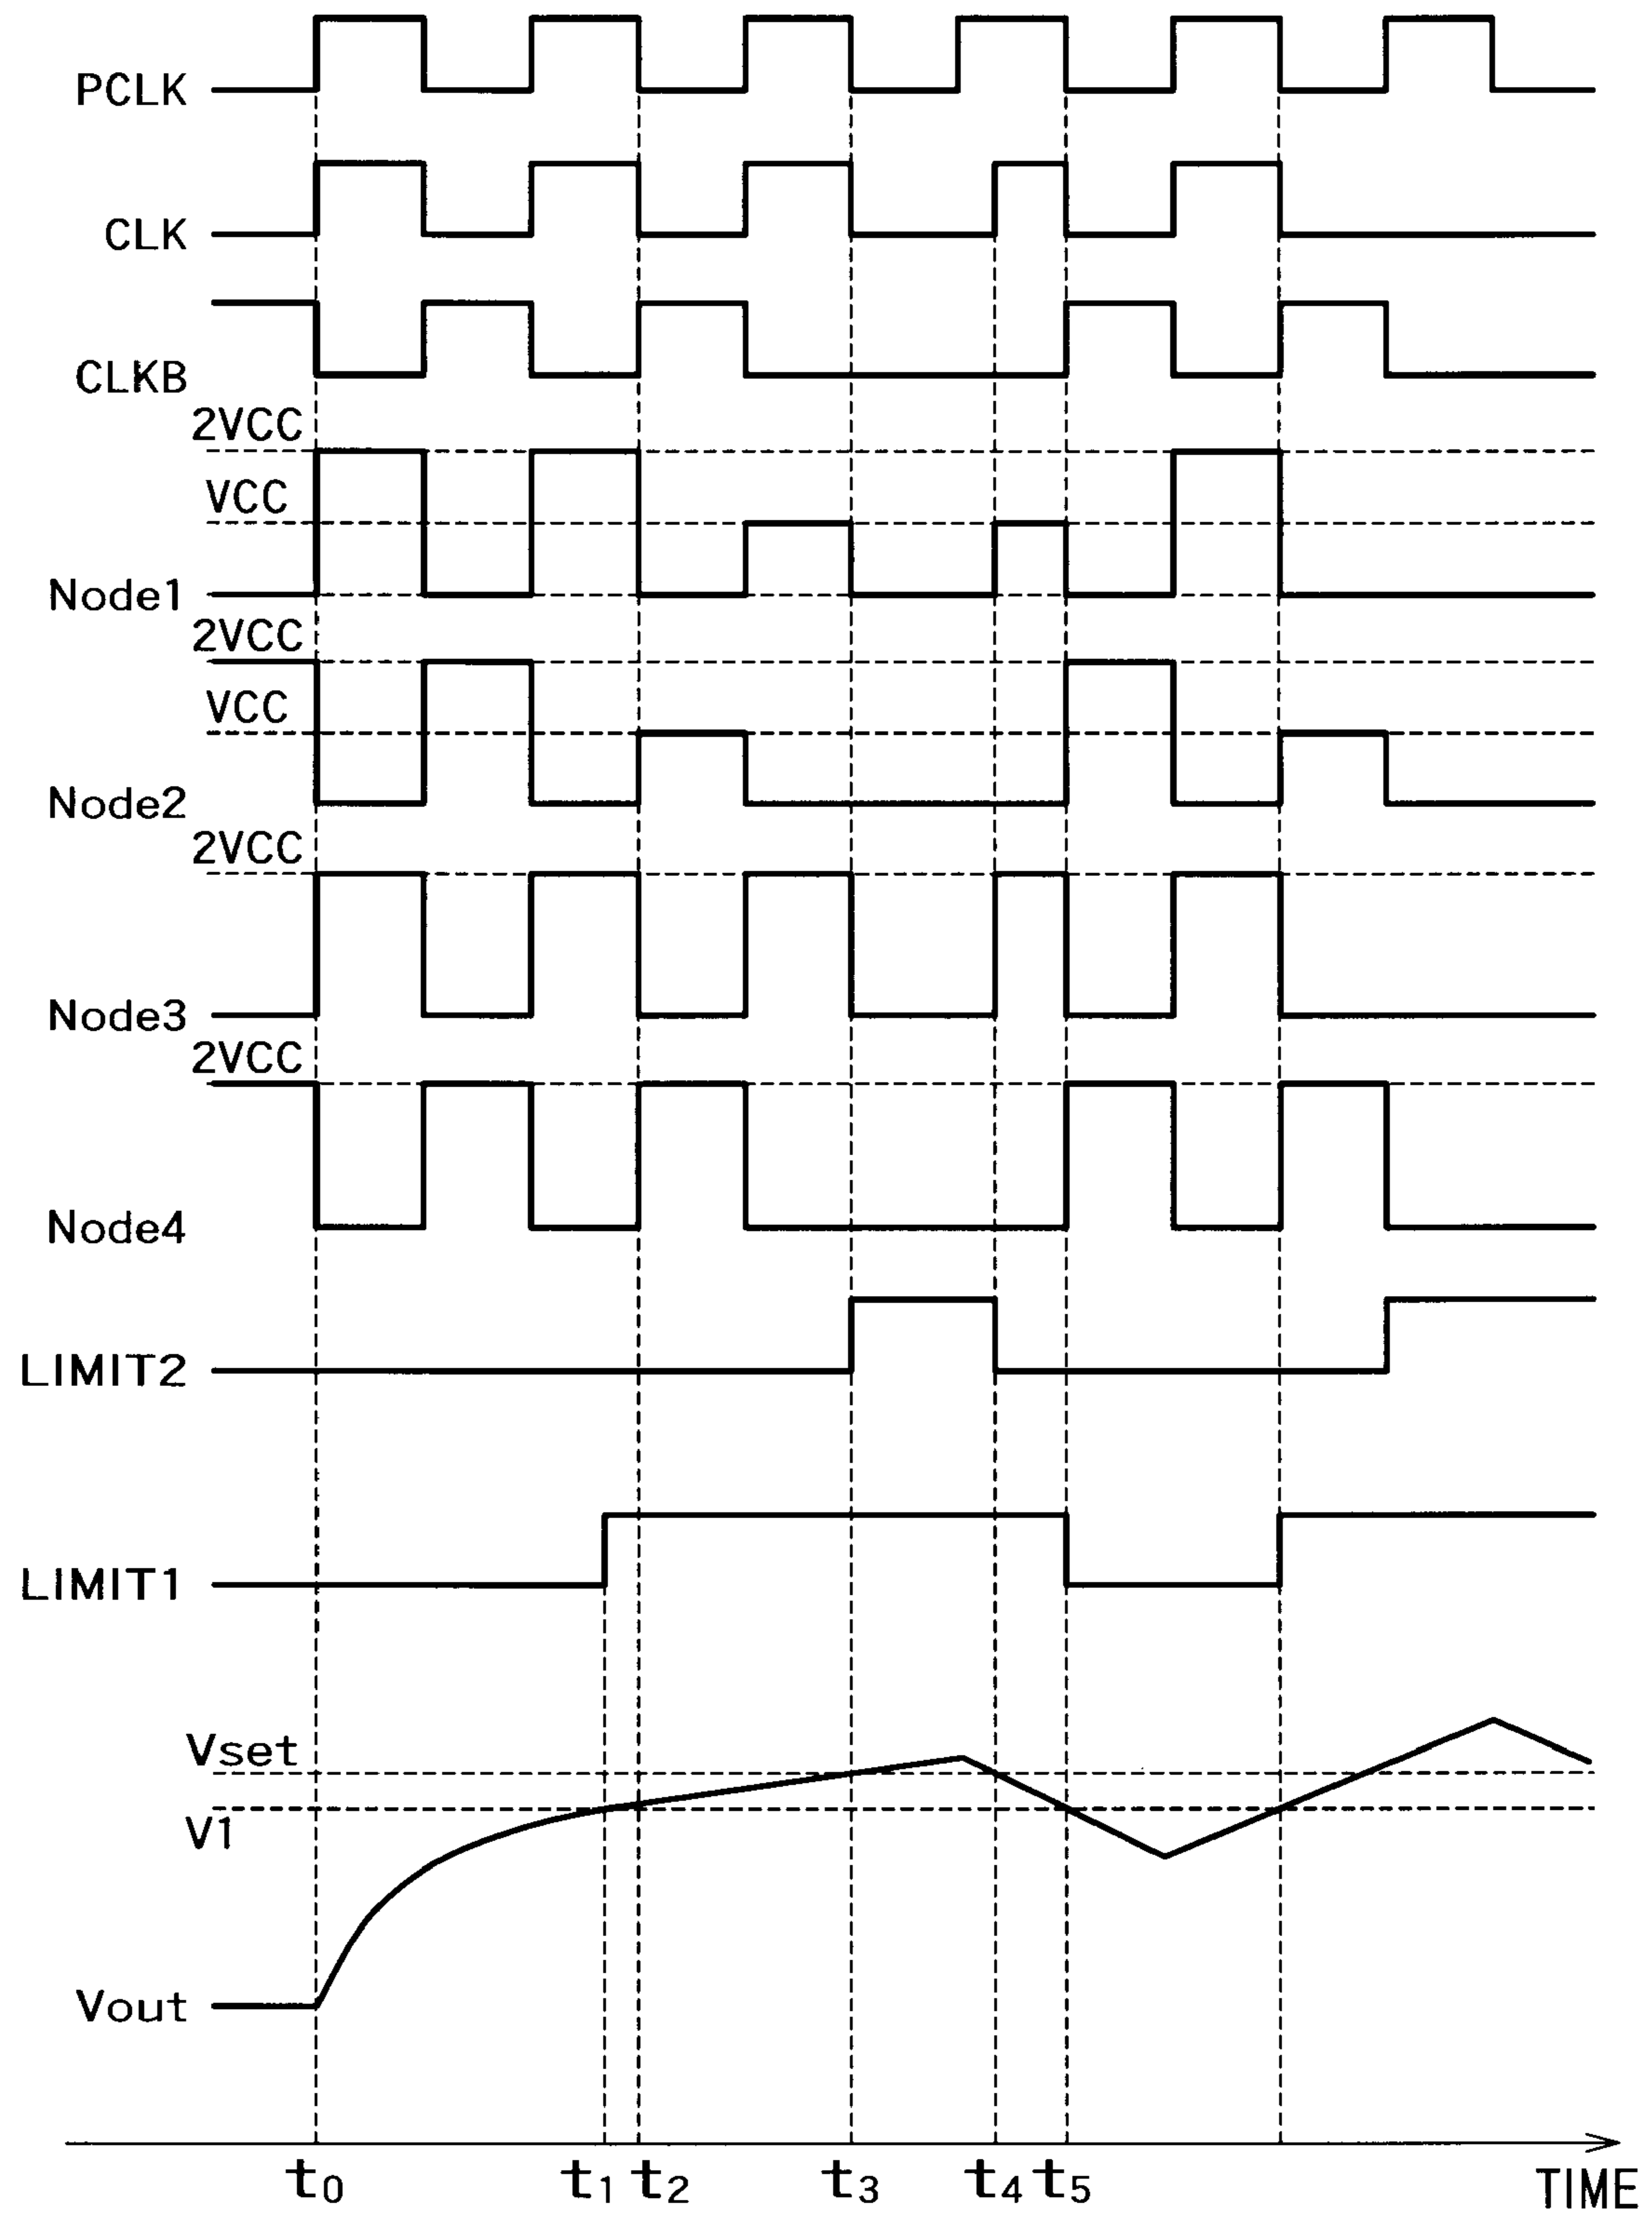 PCLK
CLK
CLKB
2VCC
VCC
Node1
2VCC
VCC
Node2
2VCC
Node3
2VCC
Node4
LIMIT2
LIMIT1
Vset
V1
Vout
t0 t1 t2 t3 t4 t5 TIME